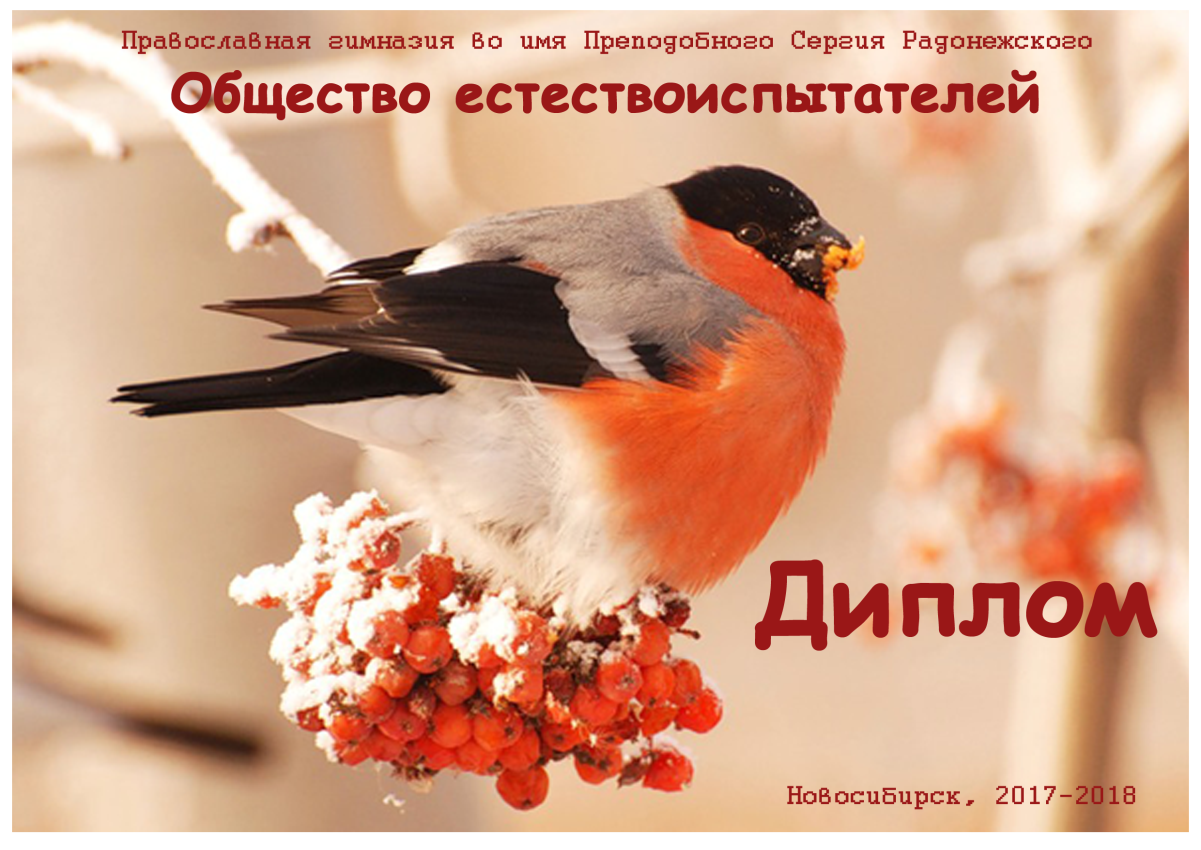 Православная гимназия во имя Преподобного Сергия Радонежского
Общество естествоиспытателей
Диплом
Новосибирск, 2017-2018